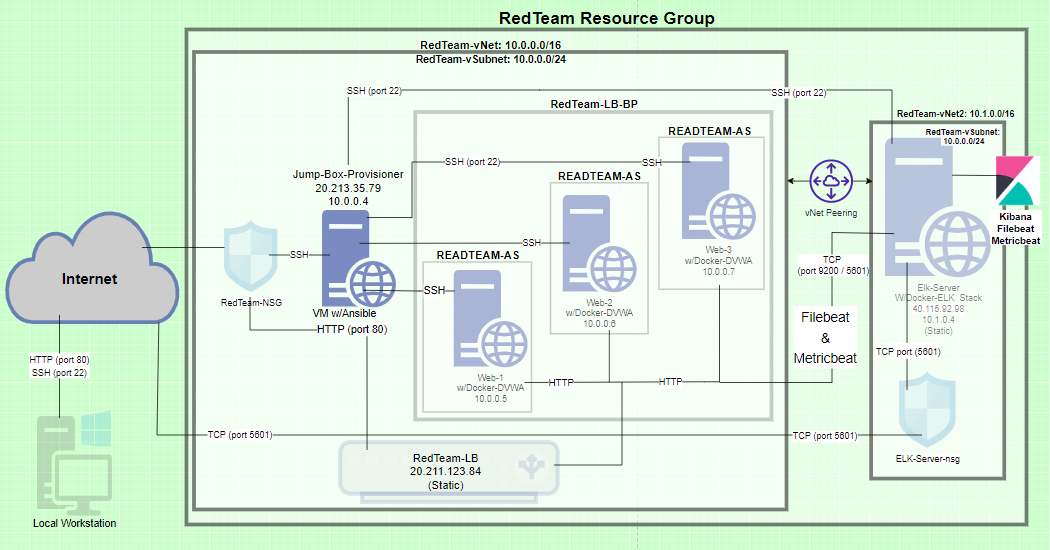 RedTeam Resource Group
RedTeam-vNet: 10.0.0.0/16
RedTeam-vSubnet: 10.0.0.0/24
SSH (port 22)
SSH (port 22)
RedTeam-LB-BP
RedTeam-vNet2: 10.1.0.0/16
RedTeam-vSubnet:
10.0.0.0/24
READTEAM-AS
SSH (port 22)
SSH
Jump-Box-Provisioner
20.213.35.79
10.0.0.4
READTEAM-AS
vNet Peering
Kibana
Filebeat
Metricbeat
SSH
SSH
READTEAM-AS
Web-3
w/Docker-DVWA
10.0.0.7
TCP
(port 9200 / 5601)
Internet
RedTeam-NSG
SSH
VM w/Ansible
HTTP (port 80)
Web-2
w/Docker-DVWA
10.0.0.6
Elk-Server
W/Docker-ELK Stack
40.115.92.98
10.1.0.4
(Static)
Filebeat
&
Metricbeat
TCP port (5601)
HTTP (port 80)
SSH (port 22)
Web-1
w/Docker-DVWA
10.0.0.5
HTTP
HTTP
TCP (port 5601)
TCP (port 5601)
RedTeam-LB
20.211.123.84
(Static)
ELK-Server-nsg
Local Workstation